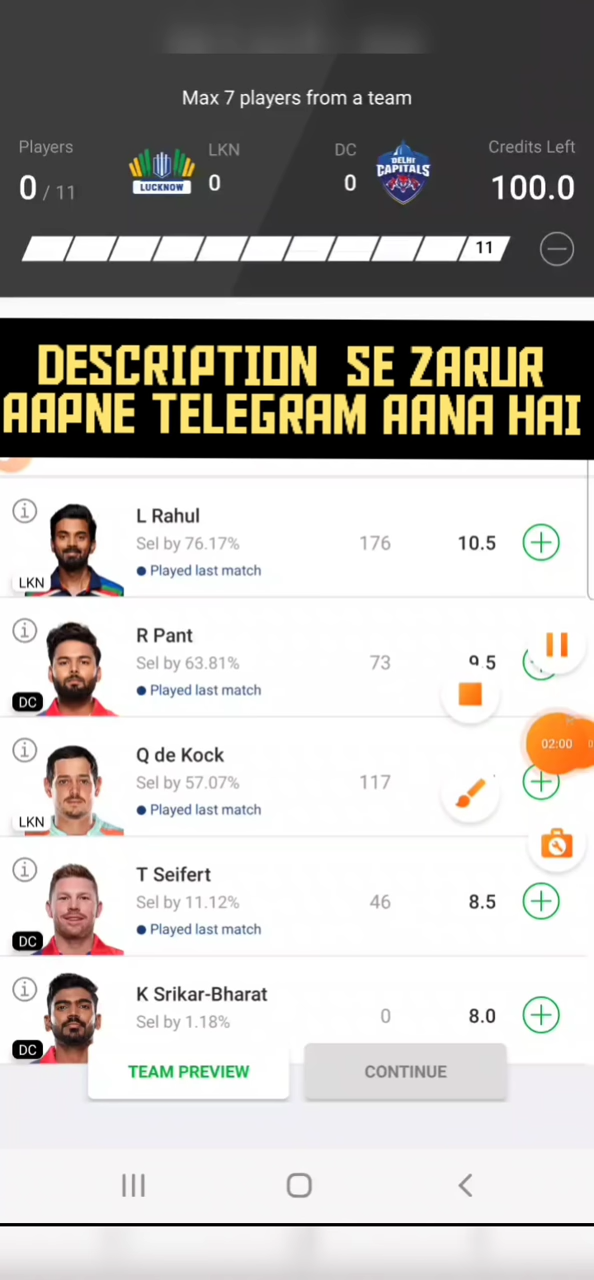 Max 7 players from a team
Players LKN DC Credits Left
0 / 11 LUCKNOW 0 0 DELHI CAPITALS 100.0
11
DESCRIPTION SE ZARUR
AAPNE TELEGRAM AANA HAI
L Rahul
Sel by 76.17% 176 10.5
LKN Played last match
R Pant
Sel by 63.81% 73 9.5
DC Played last match
Q de Kock
Sel by 57.07% 117
LKN Played last match
02:00
T Seifert
Sel by 11.12% 46 8.5
DC Played last match
K Srikar-Bharat
Sel by 1.18% 0 8.0
DC
TEAM PREVIEW CONTINUE